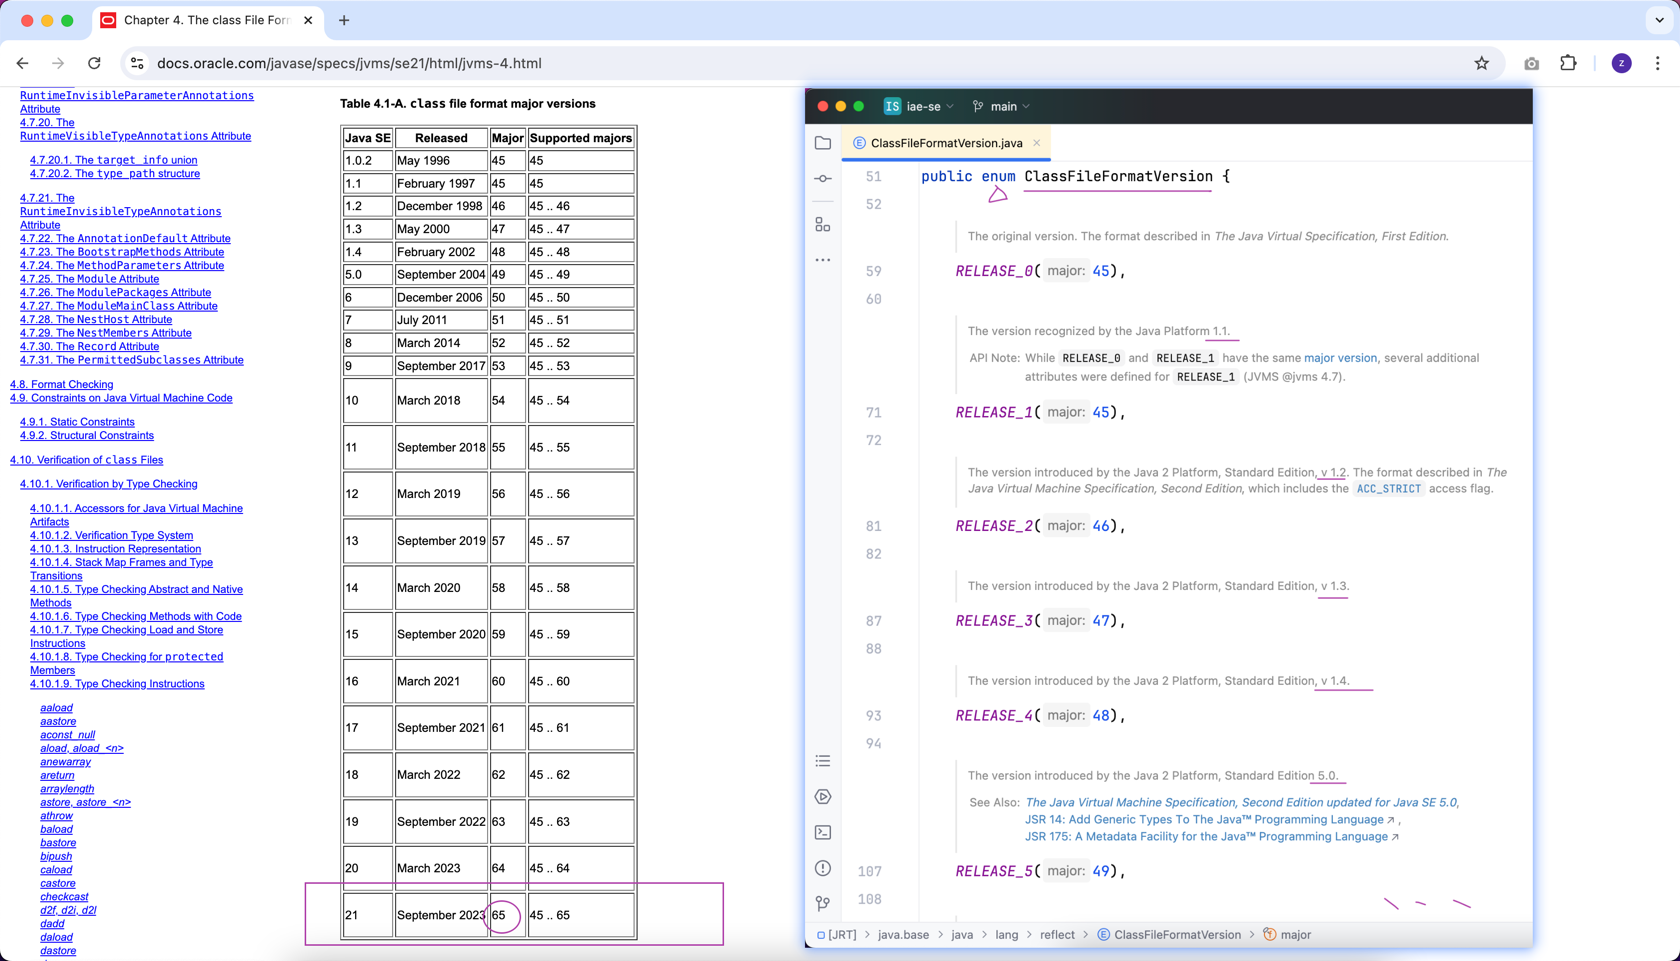 Chapter 4. The class File For
docs.oracle.com/javase/specs/jvms/se21/html/jvms-4.html
z
RuntimeInvisibleParameterAnnotations
Attribute
4.7.20. The
RuntimeVisibleTypeAnnotations Attribute
4.7.20.1. The target_info union
4.7.20.2. The type_path structure
4.7.21. The
RuntimeInvisibleTypeAnnotations
Attribute
4.7.22. The AnnotationDefault Attribute
4.7.23. The BootstrapMethods Attribute
4.7.24. The MethodParameters Attribute
4.7.25. The Module Attribute
4.7.26. The ModulePackages Attribute
4.7.27. The ModuleMainClass Attribute
4.7.28. The NestHost Attribute
4.7.29. The NestMembers Attribute
4.7.30. The Record Attribute
4.7.31. The PermittedSubclasses Attribute
4.8. Format Checking
4.9. Constraints on Java Virtual Machine Code
4.9.1. Static Constraints
4.9.2. Structural Constraints
4.10. Verification of class Files
4.10.1. Verification by Type Checking
4.10.1.1. Accessors for Java Virtual Machine
Artifacts
4.10.1.2. Verification Type System
4.10.1.3. Instruction Representation
4.10.1.4. Stack Map Frames and Type
Transitions
4.10.1.5. Type Checking Abstract and Native
Methods
4.10.1.6. Type Checking Methods with Code
4.10.1.7. Type Checking Load and Store
Instructions
4.10.1.8. Type Checking for protected
Members
4.10.1.9. Type Checking Instructions
aaload
aastore
aconst_null
aload, aload_<n>
anewarray
areturn
arraylength
astore, astore_<n>
athrow
baload
bastore
bipush
caload
castore
checkcast
d2f, d2i, d2l
dadd
daload
dastore
Table 4.1-A. class file format major versions
Java SE Released Major Supported majors
1.0.2 May 1996 45 45
1.1 February 1997 45 45
1.2 December 1998 46 45 .. 46
1.3 May 2000 47 45 .. 47
1.4 February 2002 48 45 .. 48
5.0 September 2004 49 45 .. 49
6 December 2006 50 45 .. 50
7 July 2011 51 45 .. 51
8 March 2014 52 45 .. 52
9 September 2017 53 45 .. 53
10 March 2018 54 45 .. 54
11 September 2018 55 45 .. 55
12 March 2019 56 45 .. 56
13 September 2019 57 45 .. 57
14 March 2020 58 45 .. 58
15 September 2020 59 45 .. 59
16 March 2021 60 45 .. 60
17 September 2021 61 45 .. 61
18 March 2022 62 45 .. 62
19 September 2022 63 45 .. 63
20 March 2023 64 45 .. 64
21 September 2023 65 45 .. 65
IS iae-se main
ClassFileFormatVersion.java
51 public enum ClassFileFormatVersion {
52
The original version. The format described in The Java Virtual Specification, First Edition.
59 RELEASE_0( major: 45),
60
The version recognized by the Java Platform 1.1.
API Note: While RELEASE_0 and RELEASE_1 have the same major version, several additional
attributes were defined for RELEASE_1 (JVMS @jvms 4.7).
71 RELEASE_1( major: 45),
72
The version introduced by the Java 2 Platform, Standard Edition, v 1.2. The format described in The
Java Virtual Machine Specification, Second Edition, which includes the ACC_STRICT access flag.
81 RELEASE_2( major: 46),
82
The version introduced by the Java 2 Platform, Standard Edition, v 1.3.
87 RELEASE_3( major: 47),
88
The version introduced by the Java 2 Platform, Standard Edition, v 1.4.
93 RELEASE_4( major: 48),
94
The version introduced by the Java 2 Platform, Standard Edition 5.0.
See Also: The Java Virtual Machine Specification, Second Edition updated for Java SE 5.0,
JSR 14: Add Generic Types To The Java™ Programming Language ↗ ,
JSR 175: A Metadata Facility for the Java™ Programming Language ↗
107 RELEASE_5( major: 49),
108
[JRT] > java.base > java > lang > reflect > ClassFileFormatVersion > major